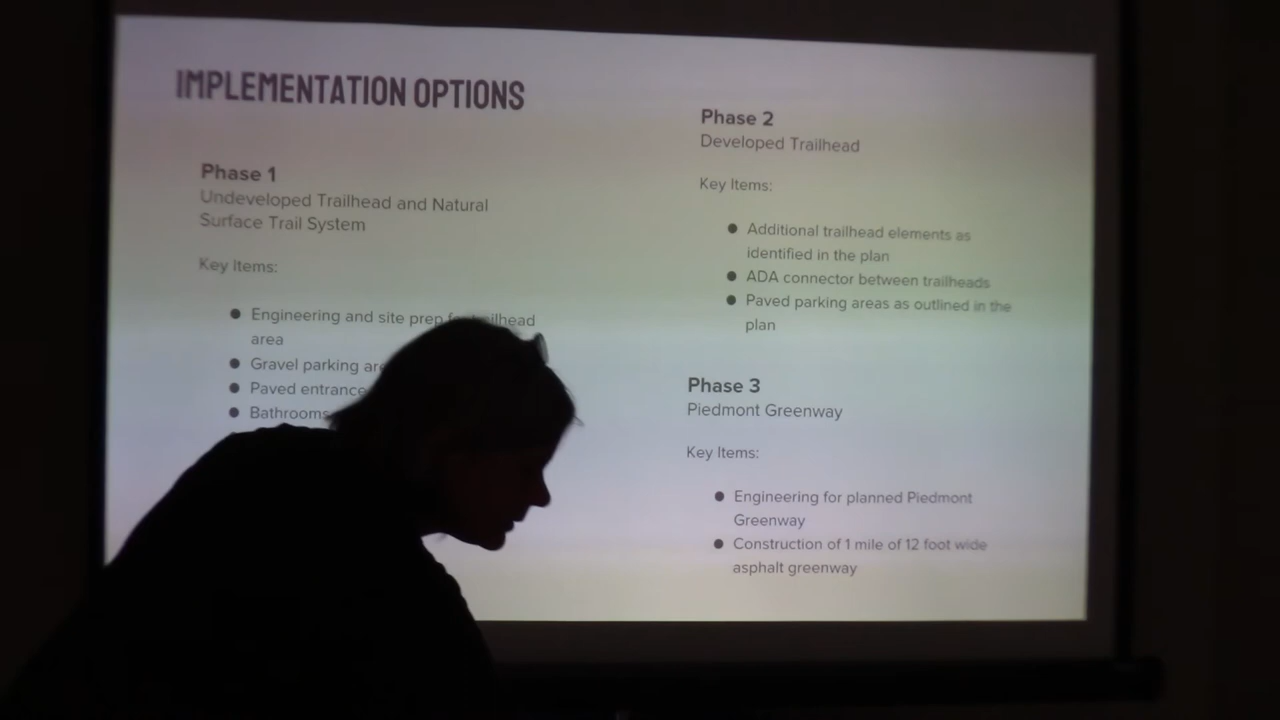 IMPLEMENTATION OPTIONS
Phase 1
Undeveloped Trailhead and Natural
Surface Trail System
Key Items:
● Engineering and site prep
area
● Gravel parking
● Paved entrance
● Bathrooms
Phase 2
Developed Trailhead
Key Items:
● Additional trailhead elements as
identified in the plan
● ADA connector between trailheads
● Paved parking areas as outlined in the
plan
Phase 3
Piedmont Greenway
Key Items:
● Engineering for planned Piedmont
Greenway
● Construction of 1 mile of 12 foot wide
asphalt greenway